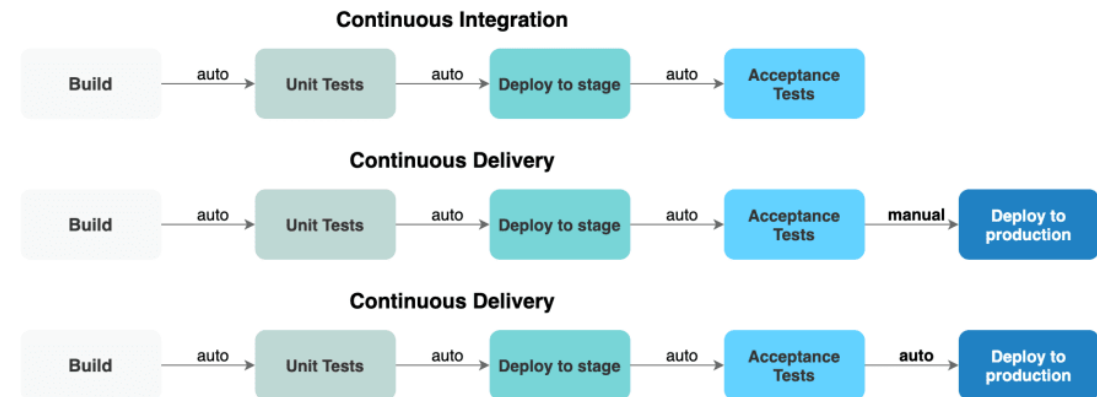 Continuous Integration
Build
auto
Unit Tests
auto
Deploy to stage
auto
Acceptance
Tests
Continuous Delivery
Build
auto
Unit Tests
auto
Deploy to stage
auto
Acceptance
Tests
manual
Deploy to
production
Continuous Delivery
Build
auto
Unit Tests
auto
Deploy to stage
auto
Acceptance
Tests
auto
Deploy to
production